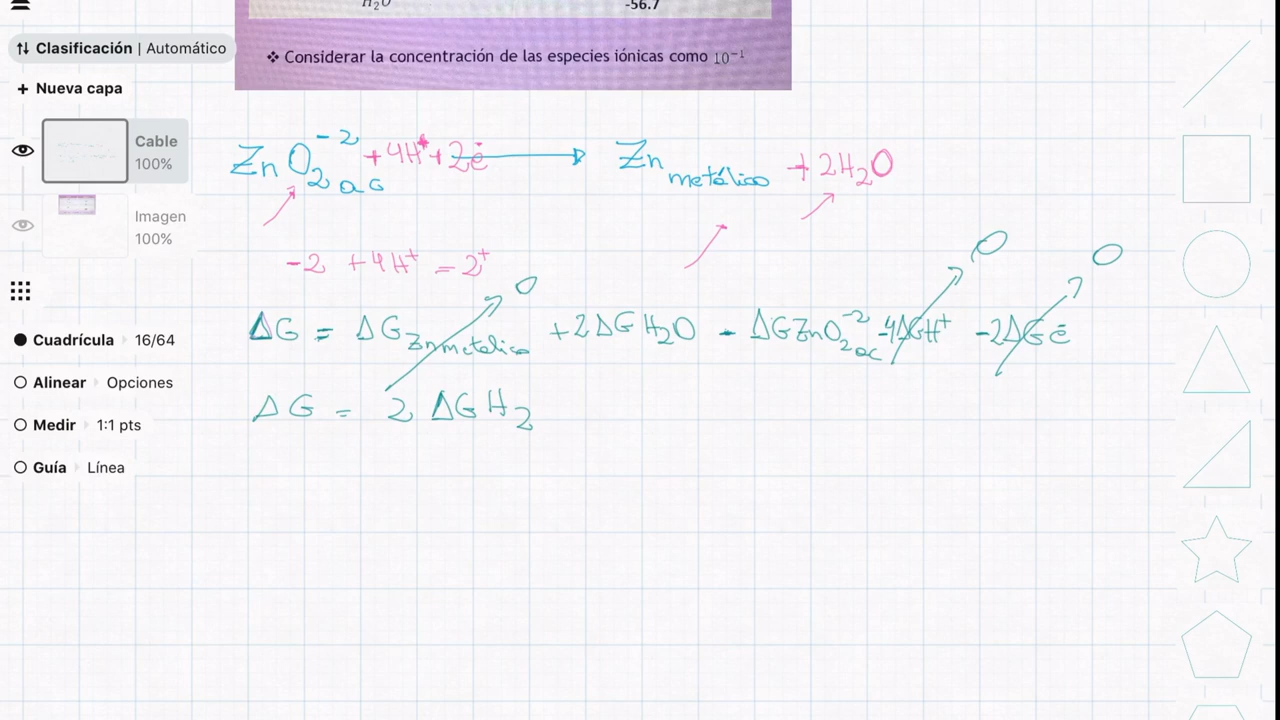 H₂O -56.7
❖ Considerar la concentración de las especies iónicas como 10⁻¹
Clasificación | Automático
+ Nueva capa
Cable
100%
Imagen
100%
Cuadrícula 16/64
Alinear Opciones
Medir 1:1 pts
Guía Línea
ZnO₂ ac⁻² + 4H⁺ + 2ē → Zn metálico + 2H₂O
-2 + 4H⁺ = 2⁺
0 0 0
ΔG = ΔG Zn metalico + 2ΔG H₂O - ΔG ZnO₂ ac⁻² - 4ΔG H⁺ - 2ΔG ē
ΔG = 2 ΔG H₂